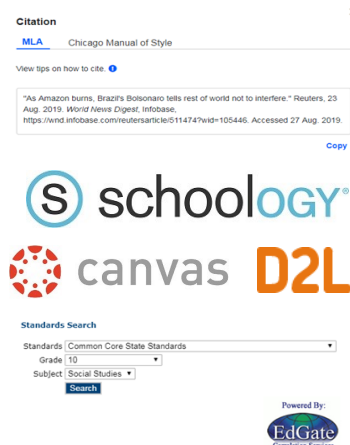 Citation
MLA Chicago Manual of Style
View tips on how to cite.
"As Amazon burns, Brazil's Bolsonaro tells rest of world not to interfere." Reuters, 23
Aug. 2019. World News Digest, Infobase,
https://wnd.infobase.com/reutersarticle/511474?wid=105446. Accessed 27 Aug. 2019.
Copy
S schoology®
canvas D2L
Standards Search
Standards Common Core State Standards
Grade 10
Subject Social Studies
Search
Powered By:
EdGate
Correlation Services